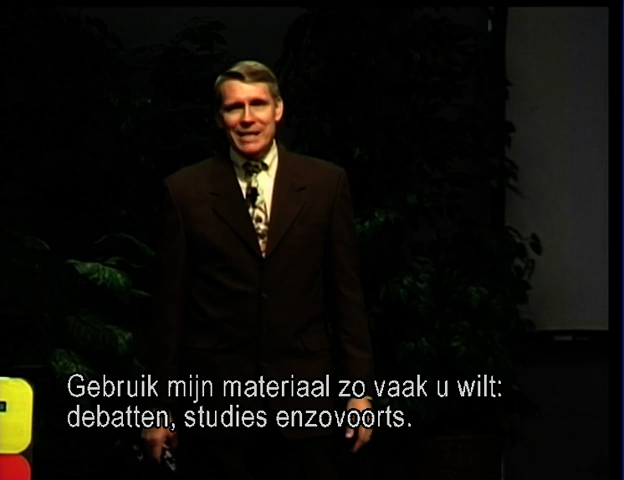 Gebruik mijn materiaal zo vaak u wilt:
debatten, studies enzovoorts.